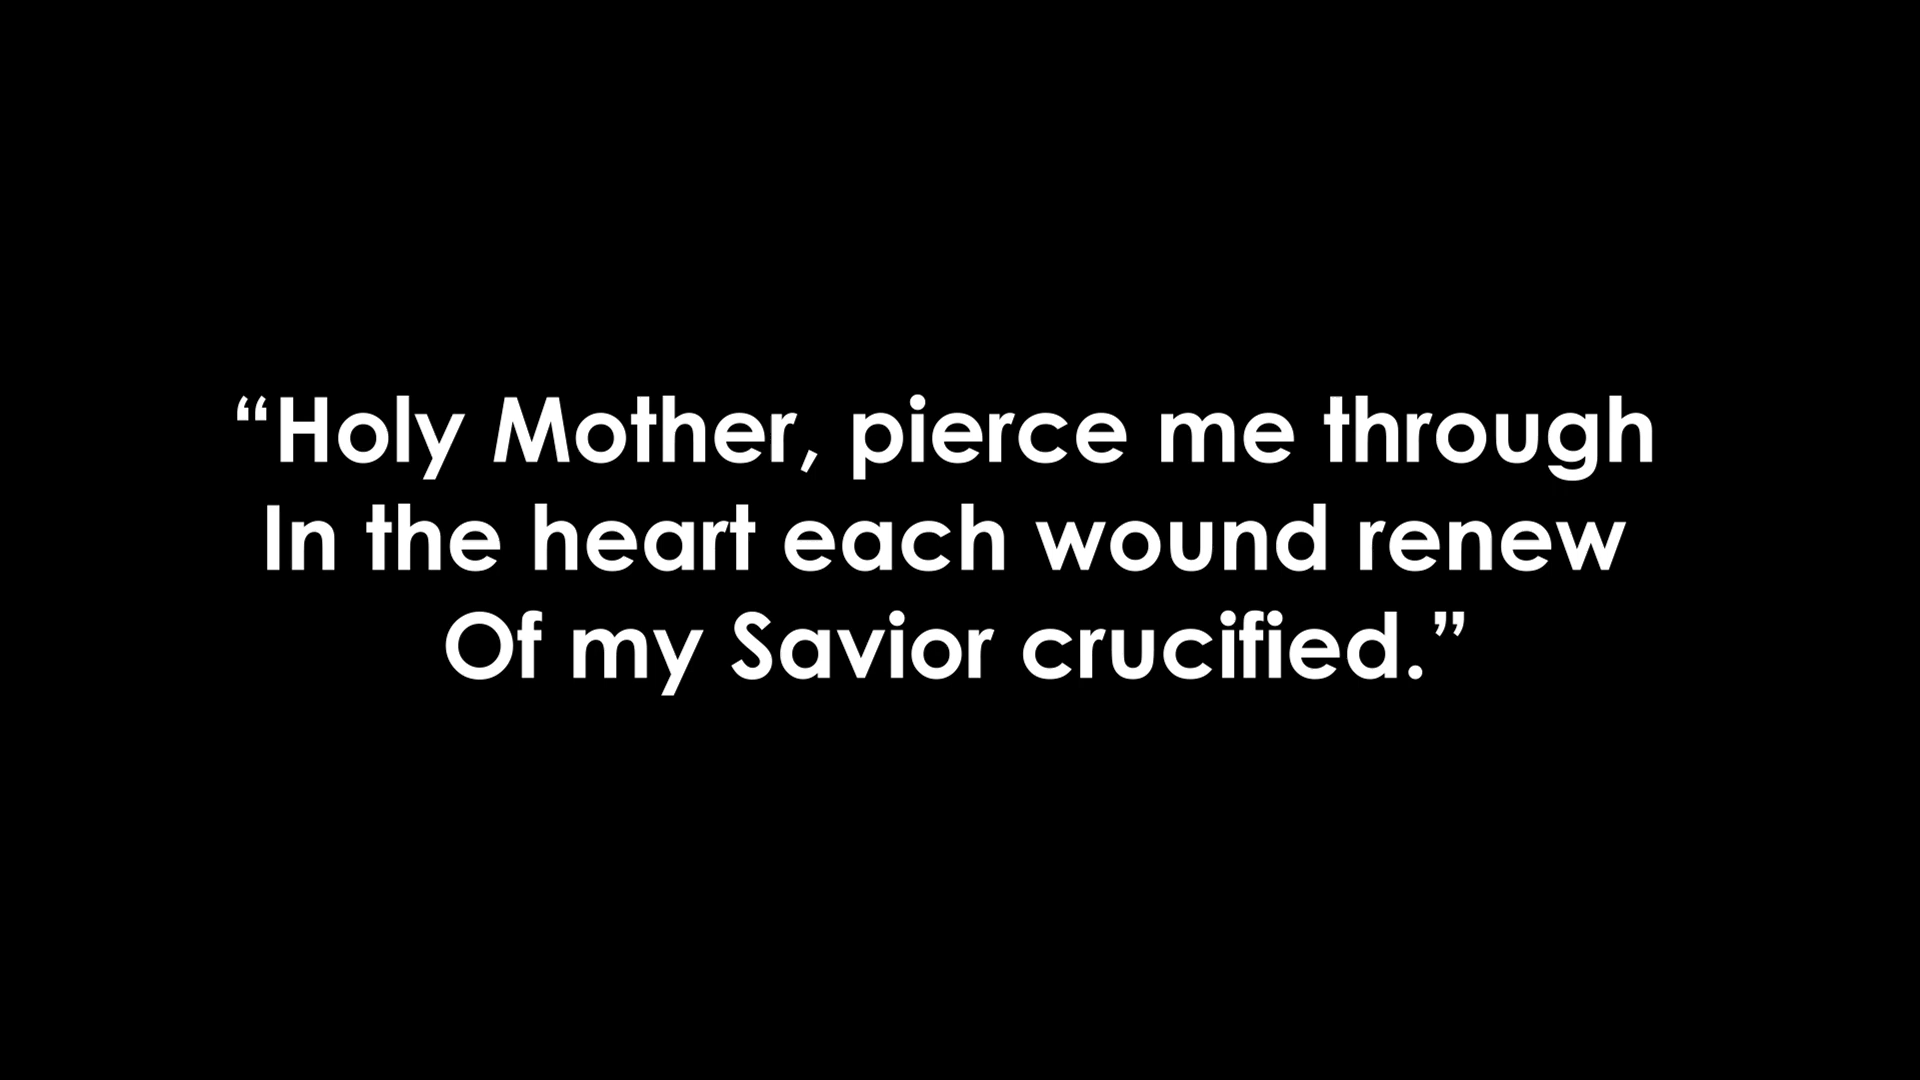 “Holy Mother, pierce me through
In the heart each wound renew
Of my Savior crucified.”